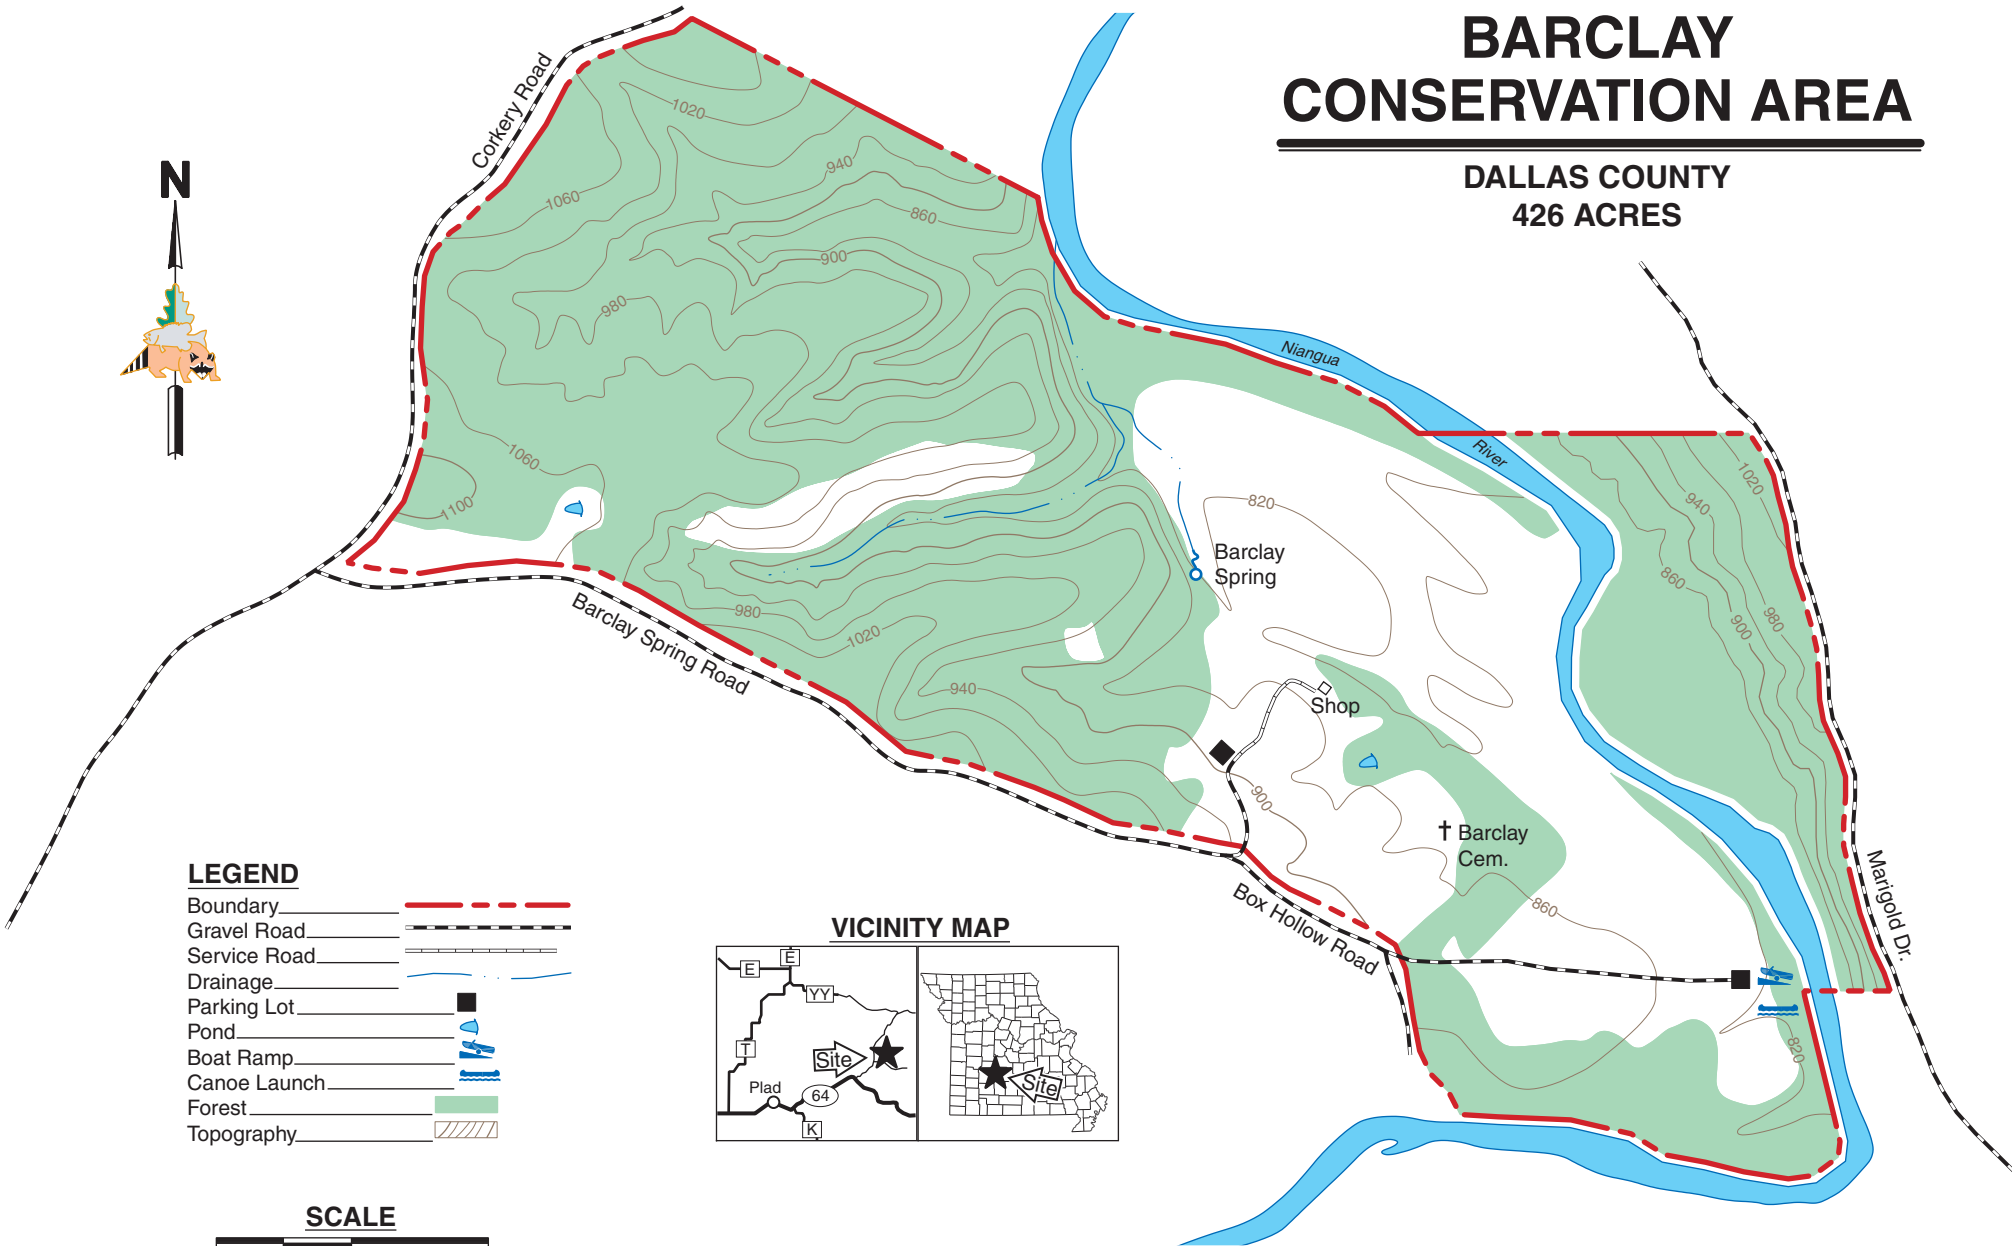 BARCLAY
CONSERVATION AREA
DALLAS COUNTY
426 ACRES
N
Corkery Road
1020
940
1060
860
900
980
Niangua
River
1060
1100
820
1020
940
Barclay
Spring
860
980
900
980
1020
Barclay Spring Road
940
Shop
900
Barclay
Cem.
860
Box Hollow Road
Marigold Dr.
820
LEGEND
Boundary
Gravel Road
Service Road
Drainage
Parking Lot
Pond
Boat Ramp
Canoe Launch
Forest
Topography
VICINITY MAP
E
E
YY
T
Site
Plad
64
K
Site
SCALE